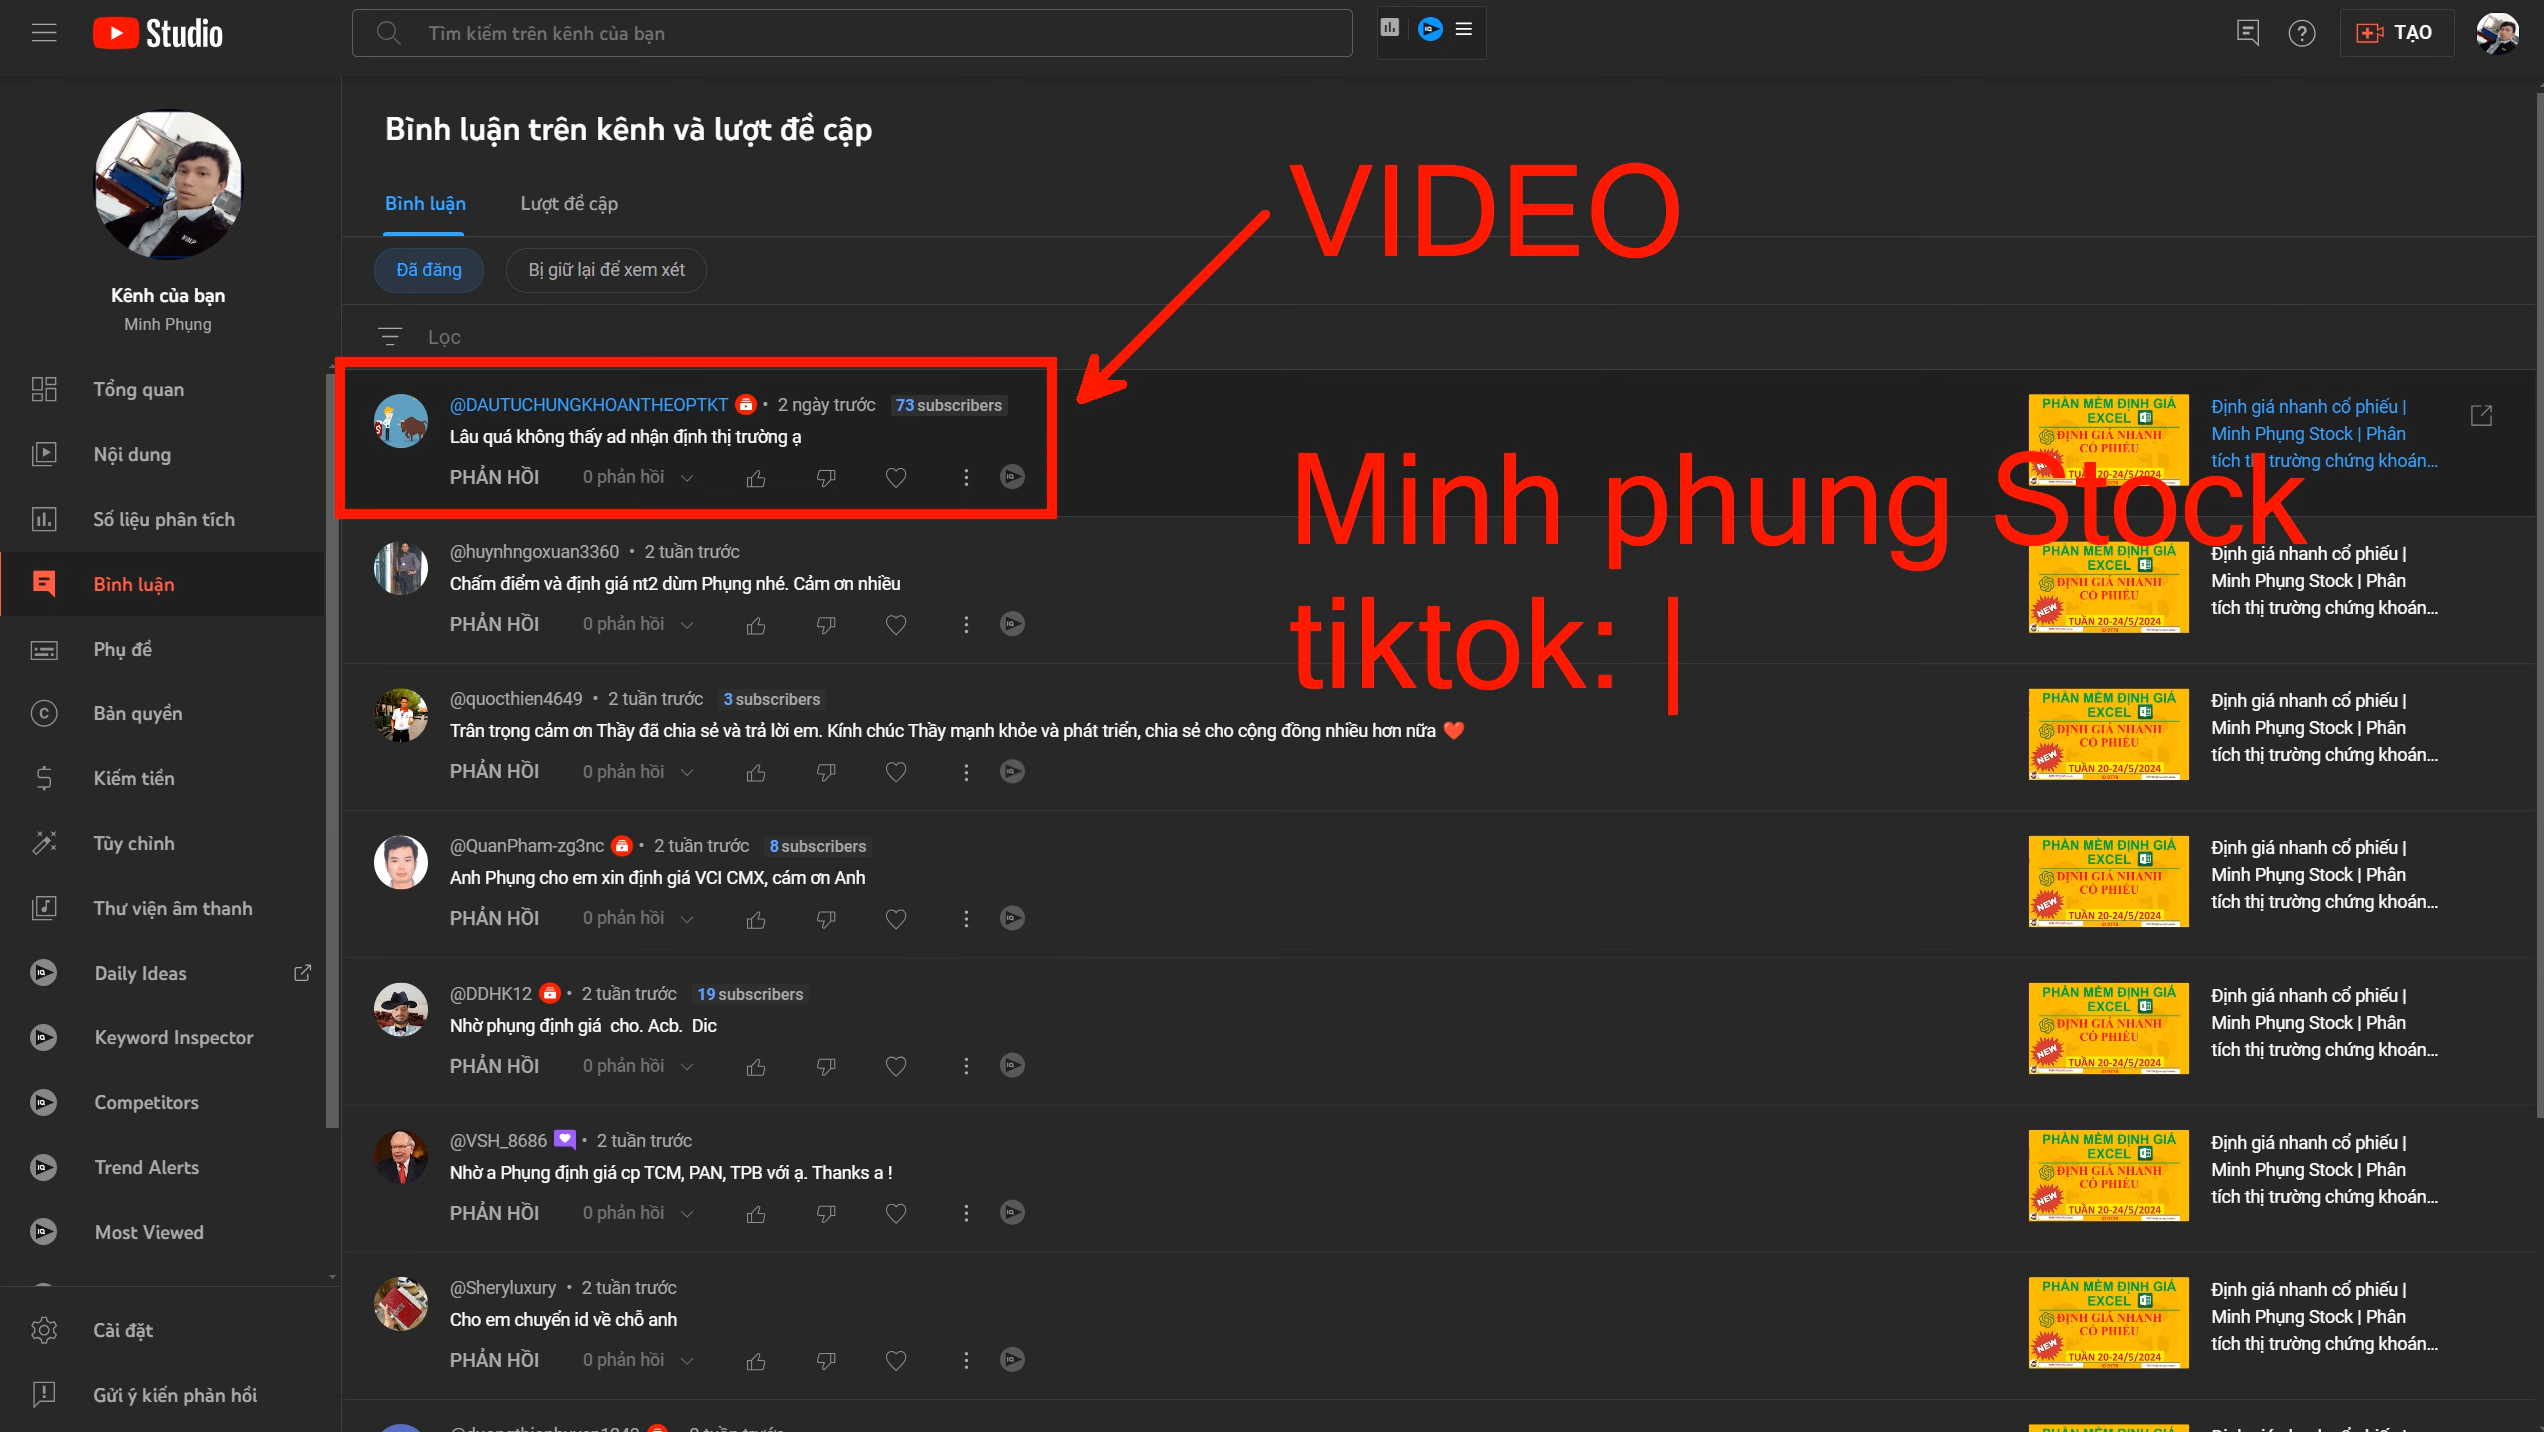 Studio
Tìm kiếm trên kênh của bạn
TẠO
Kênh của bạn
Minh Phụng
Tổng quan
Nội dung
Số liệu phân tích
Bình luận
Phụ đề
Bản quyền
Kiếm tiền
Tùy chỉnh
Thư viện âm thanh
Daily Ideas
Keyword Inspector
Competitors
Trend Alerts
Most Viewed
Cài đặt
Gửi ý kiến phản hồi
Bình luận trên kênh và lượt đề cập
Bình luận
Lượt đề cập
Đã đăng
Bị giữ lại để xem xét
Lọc
VIDEO
Minh phung Stock
tiktok:
@DAUTUCHUNGKHOANTHEOPTKT • 2 ngày trước 73 subscribers
Lâu quá không thấy ad nhận định thị trường ạ
PHẢN HỒI 0 phản hồi
PHẦN MỀM ĐỊNH GIÁ
EXCEL
ĐỊNH GIÁ NHANH
CỔ PHIẾU
Định giá nhanh cổ phiếu |
Minh Phụng Stock | Phân
trường chứng khoán...
@huynhngoxuan3360 • 2 tuần trước
Chấm điểm và định giá nt2 dùm Phụng nhé. Cảm ơn nhiều
PHẢN HỒI 0 phản hồi
PHẦN MỀM ĐỊNH GIÁ
EXCEL
ĐỊNH GIÁ NHANH
CỔ PHIẾU
NEW
TUẦN 20-24/5/2024
Định giá nhanh cổ phiếu |
Minh Phụng Stock | Phân
tích thị trường chứng khoán...
@quocthien4649 • 2 tuần trước 3 subscribers
Trân trọng cảm ơn Thầy đã chia sẻ và trả lời em. Kính chúc Thầy mạnh khỏe và phát triển, chia sẻ cho cộng đồng nhiều hơn nữa ❤️
PHẢN HỒI 0 phản hồi
PHẦN MỀM ĐỊNH GIÁ
EXCEL
ĐỊNH GIÁ NHANH
CỔ PHIẾU
NEW
TUẦN 20-24/5/2024
Định giá nhanh cổ phiếu |
Minh Phụng Stock | Phân
tích thị trường chứng khoán...
@QuanPham-zg3nc • 2 tuần trước 8 subscribers
Anh Phụng cho em xin định giá VCI CMX, cám ơn Anh
PHẢN HỒI 0 phản hồi
PHẦN MỀM ĐỊNH GIÁ
EXCEL
ĐỊNH GIÁ NHANH
CỔ PHIẾU
NEW
TUẦN 20-24/5/2024
Định giá nhanh cổ phiếu |
Minh Phụng Stock | Phân
tích thị trường chứng khoán...
@DDHK12 • 2 tuần trước 19 subscribers
Nhờ phụng định giá cho. Acb. Dic
PHẢN HỒI 0 phản hồi
PHẦN MỀM ĐỊNH GIÁ
EXCEL
ĐỊNH GIÁ NHANH
CỔ PHIẾU
NEW
TUẦN 20-24/5/2024
Định giá nhanh cổ phiếu |
Minh Phụng Stock | Phân
tích thị trường chứng khoán...
@VSH_8686 • 2 tuần trước
Nhờ a Phụng định giá cp TCM, PAN, TPB với ạ. Thanks a !
PHẢN HỒI 0 phản hồi
PHẦN MỀM ĐỊNH GIÁ
EXCEL
ĐỊNH GIÁ NHANH
CỔ PHIẾU
NEW
TUẦN 20-24/5/2024
Định giá nhanh cổ phiếu |
Minh Phụng Stock | Phân
tích thị trường chứng khoán...
@Sheryluxury • 2 tuần trước
Cho em chuyển id về chỗ anh
PHẢN HỒI 0 phản hồi
PHẦN MỀM ĐỊNH GIÁ
EXCEL
ĐỊNH GIÁ NHANH
CỔ PHIẾU
NEW
TUẦN 20-24/5/2024
Định giá nhanh cổ phiếu |
Minh Phụng Stock | Phân
tích thị trường chứng khoán...